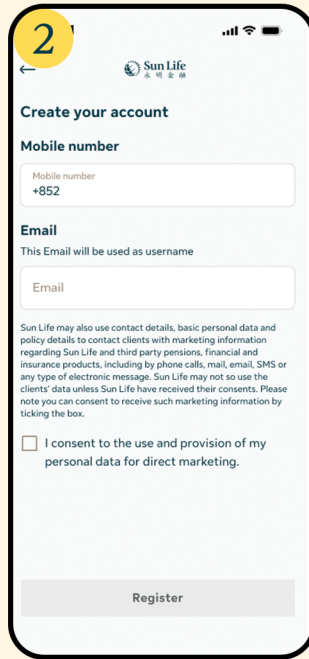 2
Sun Life
永明金融
Create your account
Mobile number
Mobile number
+852
Email
This Email will be used as username
Email
Sun Life may also use contact details, basic personal data and
policy details to contact clients with marketing information
regarding Sun Life and third party pensions, financial and
insurance products, including by phone calls, mail, email, SMS or
any type of electronic message. Sun Life may not so use the
clients' data unless Sun Life have received their consents. Please
note you can consent to receive such marketing information by
ticking the box.
I consent to the use and provision of my
personal data for direct marketing.
Register